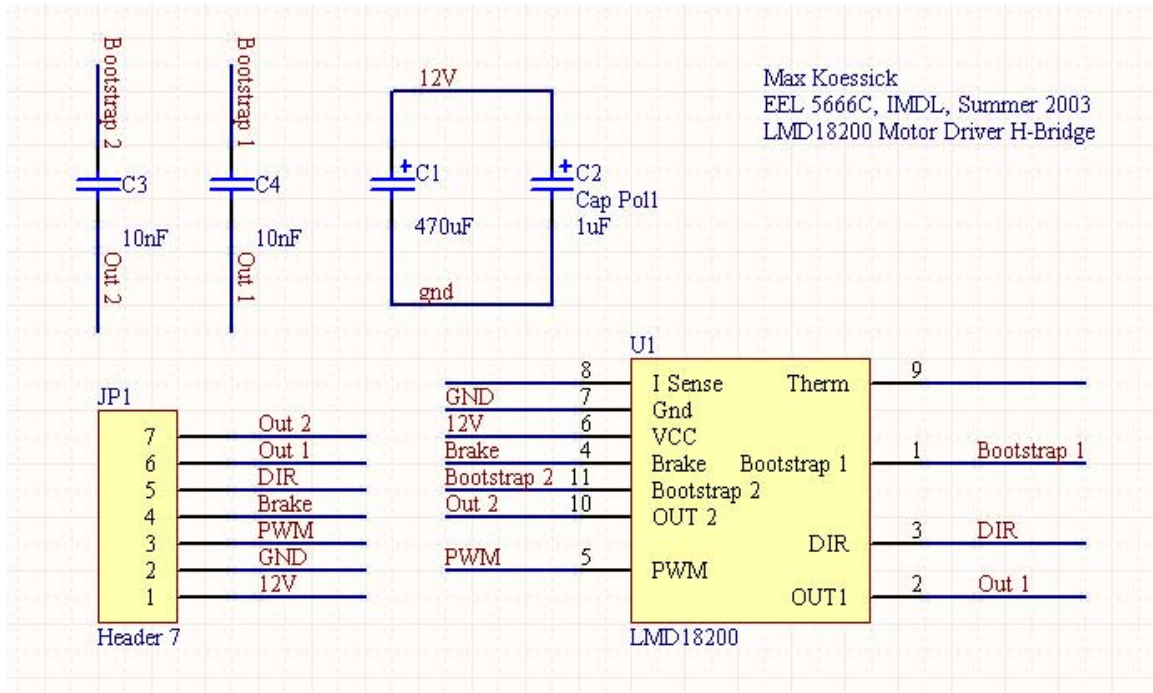 Bootstrap 2
Bootstrap 1
12V
Max Koessick
EEL 5666C, IMDL, Summer 2003
LMD18200 Motor Driver H-Bridge
C3
C4
C1
C2
Cap Pol1
10nF
10nF
470uF
1uF
Out 2
Out 1
gnd
JP1
7 Out 2
6 Out 1
5 DIR
4 Brake
3 PWM
2 GND
1 12V
Header 7
U1
8 I Sense
GND 7 Gnd
12V 6 VCC
Brake 4 Brake
Bootstrap 2 11 Bootstrap 2
Out 2 10 OUT 2
PWM 5 PWM
Therm 9
Bootstrap 1 1 Bootstrap 1
DIR 3 DIR
OUT1 2 Out 1
LMD18200